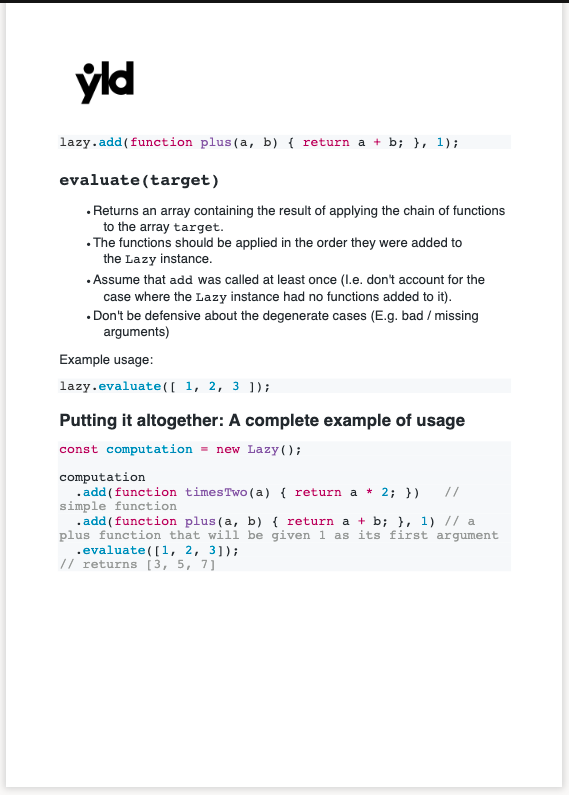 yld
lazy.add(function plus(a, b) { return a + b; }, 1);
evaluate(target)
• Returns an array containing the result of applying the chain of functions
to the array target.
• The functions should be applied in the order they were added to
the Lazy instance.
• Assume that add was called at least once (I.e. don't account for the
case where the Lazy instance had no functions added to it).
• Don't be defensive about the degenerate cases (E.g. bad / missing
arguments)
Example usage:
lazy.evaluate([ 1, 2, 3 ]);
Putting it altogether: A complete example of usage
const computation = new Lazy();
computation
.add(function timesTwo(a) { return a * 2; }) //
simple function
.add(function plus(a, b) { return a + b; }, 1) // a
plus function that will be given 1 as its first argument
.evaluate([1, 2, 3]);
// returns [3, 5, 7]